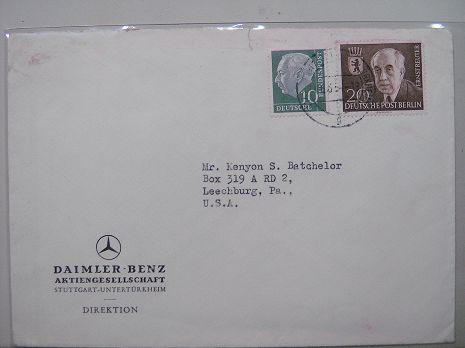 10
DEUTSCHE
BUNDESPOST
20
DEUTSCHE POST BERLIN
ERNST REUTER
Mr. Kenyon S. Batchelor
Box 319 A RD 2,
Leechburg, Pa.,
U.S.A.
DAIMLER-BENZ
AKTIENGESELLSCHAFT
STUTTGART-UNTERTÜRKHEIM
DIREKTION